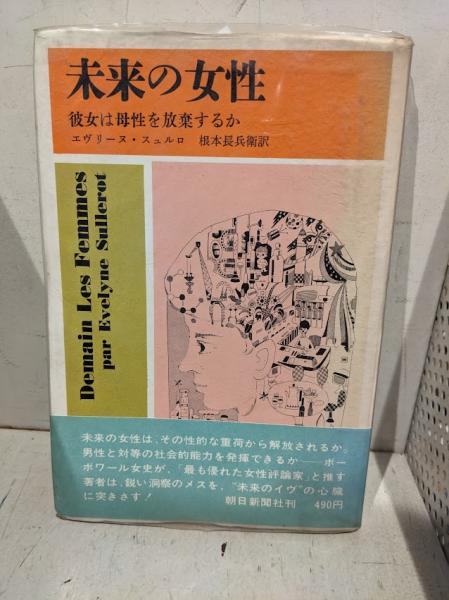 未来の女性
彼女は母性を放棄するか
エヴリーヌ・スュルロ 根本長兵衛訳
Demain Les Femmes
par Evelyne Sullerot
未来の女性は、その性的な重荷から解放されるか。
男性と対等の社会的能力を発揮できるか――ボー
ボワール女史が、「最も優れた女性評論家」と推す
著者は、鋭い洞察のメスを、"未来のイヴ"の心臓
に突きさす！ 朝日新聞社刊 490円